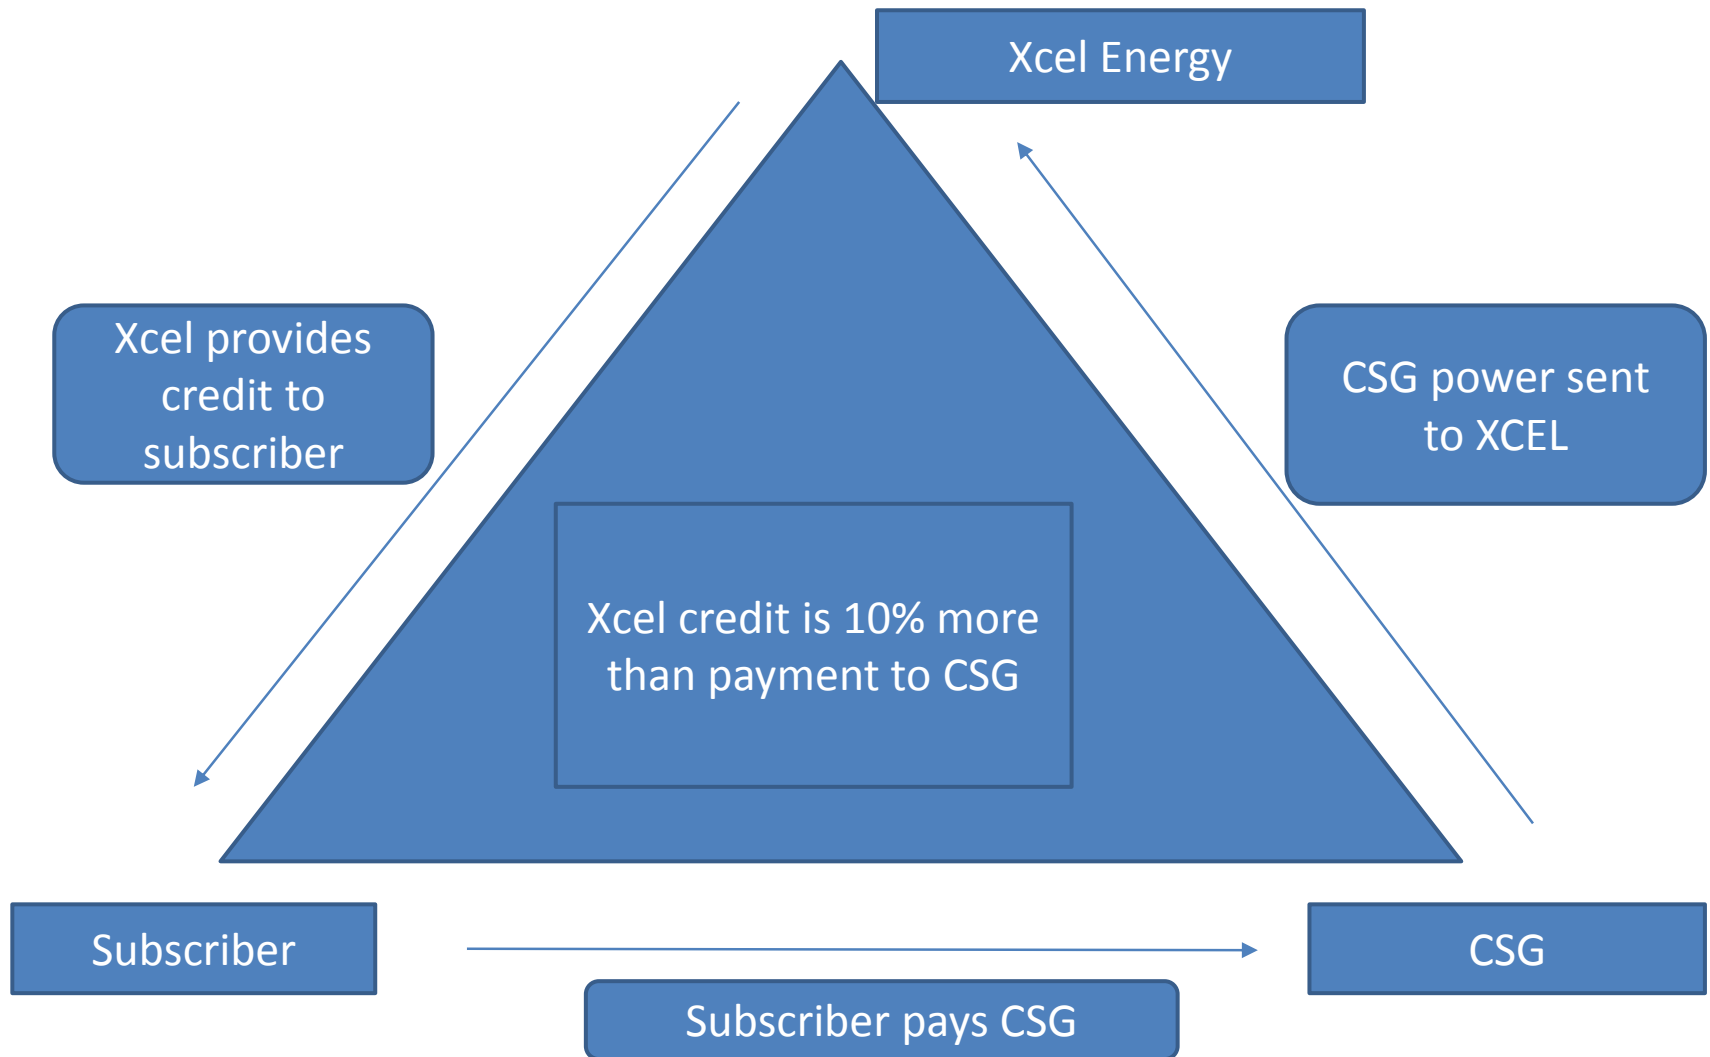 Xcel Energy
Xcel provides
credit to
subscriber
CSG power sent
to XCEL
Xcel credit is 10% more
than payment to CSG
Subscriber
CSG
Subscriber pays CSG